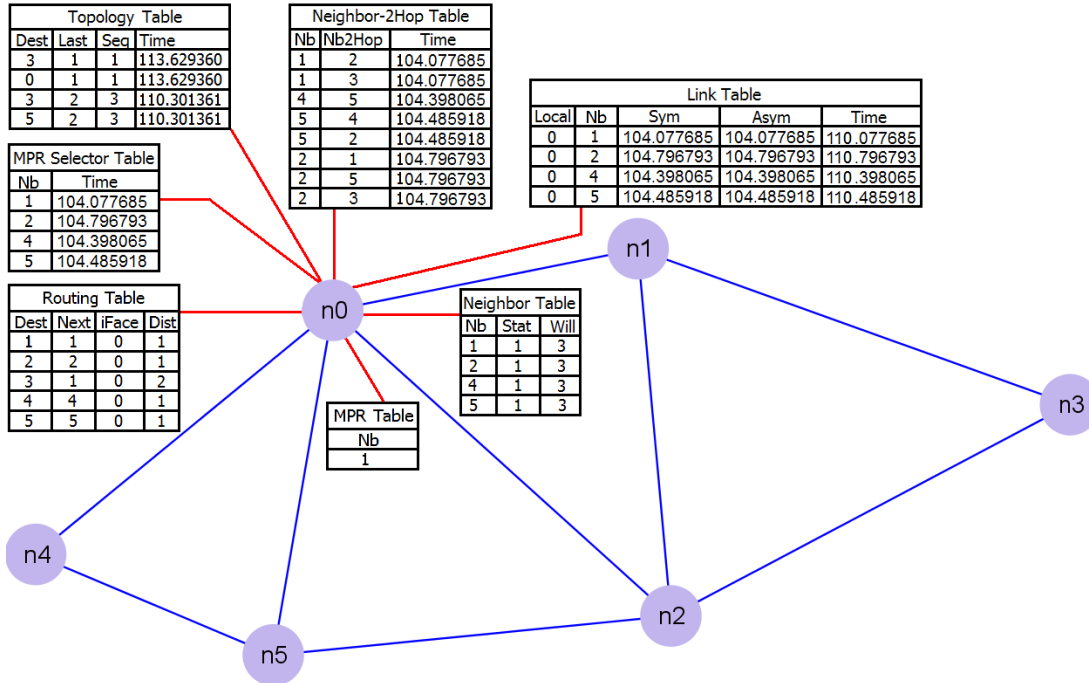 Topology Table
Dest Last Seq Time
3 1 1 113.629360
0 1 1 113.629360
3 2 3 110.301361
5 2 3 110.301361
Neighbor-2Hop Table
Nb Nb2Hop Time
1 2 104.077685
1 3 104.077685
4 5 104.398065
5 4 104.485918
5 2 104.485918
2 1 104.796793
2 5 104.796793
2 3 104.796793
Link Table
Local Nb Sym Asym Time
0 1 104.077685 104.077685 110.077685
0 2 104.796793 104.796793 110.796793
0 4 104.398065 104.398065 110.398065
0 5 104.485918 104.485918 110.485918
MPR Selector Table
Nb Time
1 104.077685
2 104.796793
4 104.398065
5 104.485918
Routing Table
Dest Next iFace Dist
1 1 0 1
2 2 0 1
3 1 0 2
4 4 0 1
5 5 0 1
Neighbor Table
Nb Stat Will
1 1 3
2 1 3
4 1 3
5 1 3
MPR Table
Nb
1
n0
n1
n3
n4
n2
n5